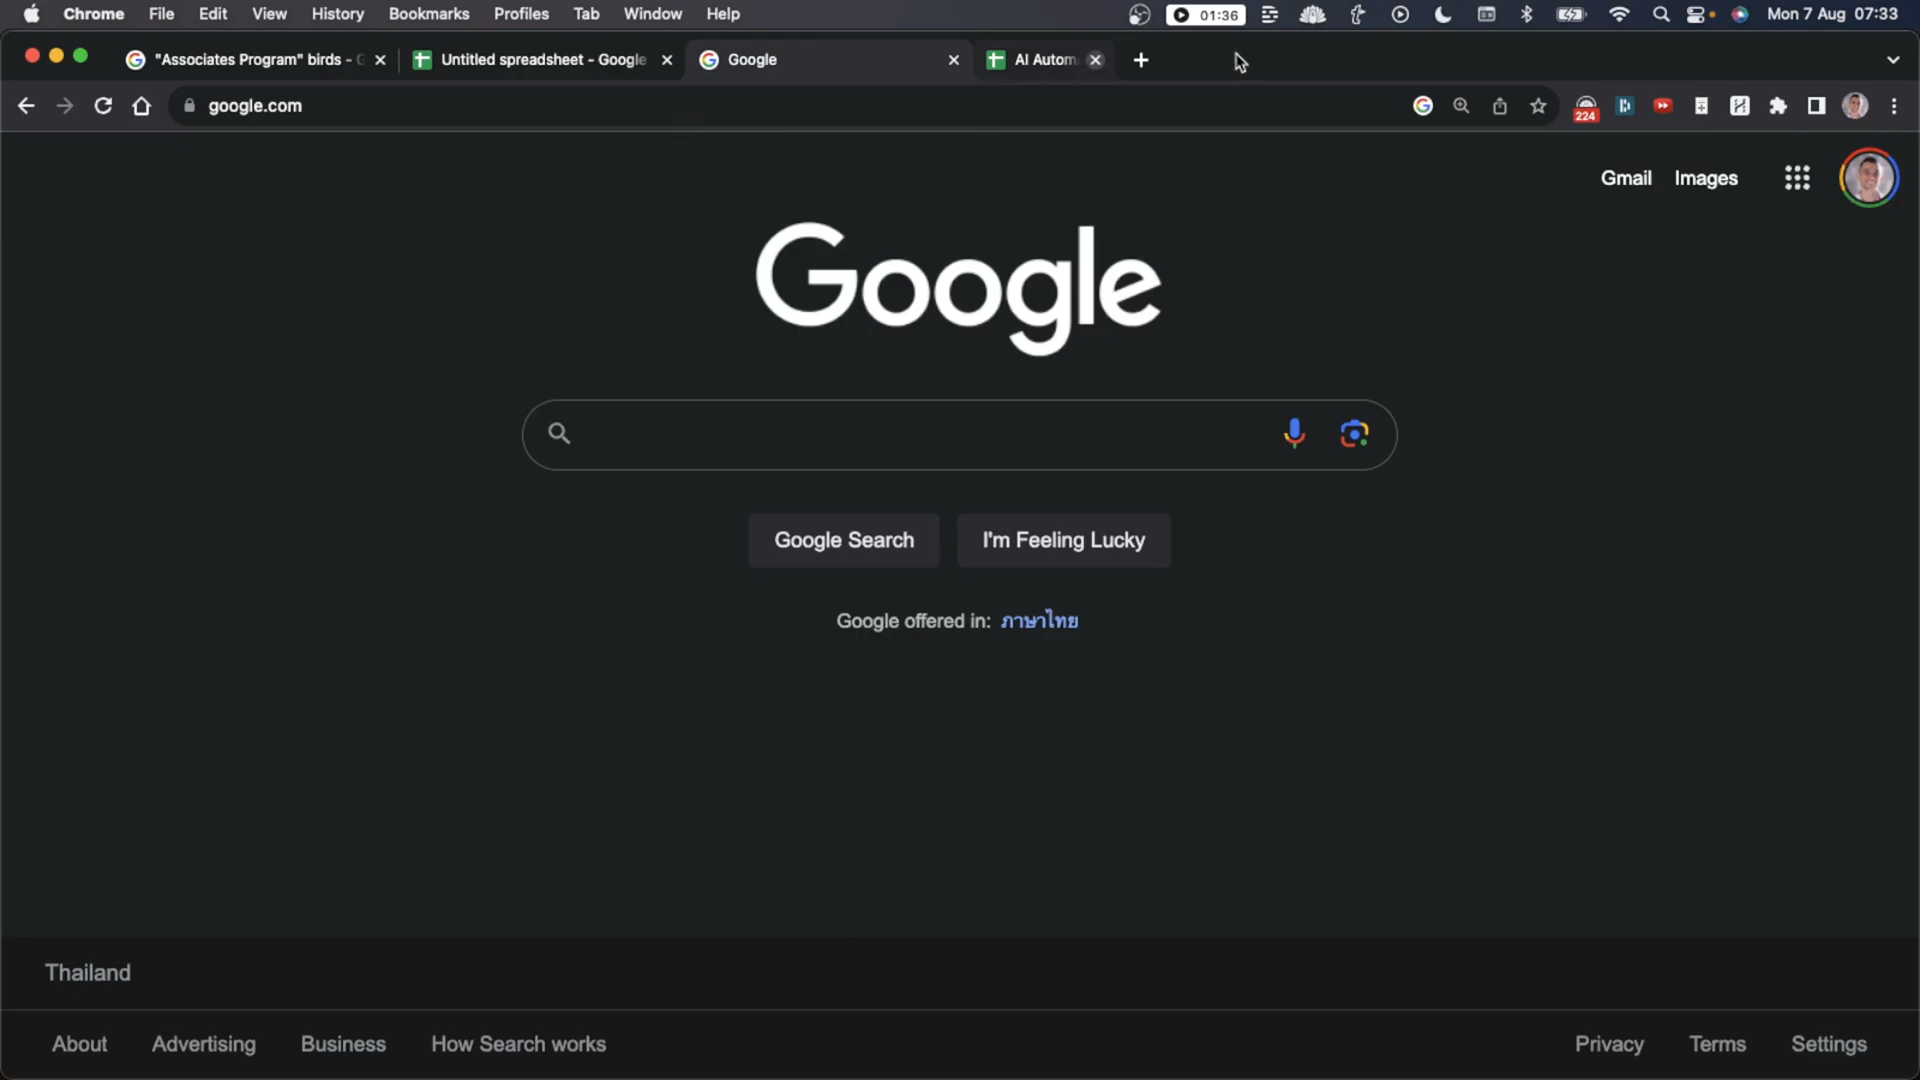 Chrome File Edit View History Bookmarks Profiles Tab Window Help 01:36 Mon 7 Aug 07:33
"Associates Program" birds - G Untitled spreadsheet - Google Google AI Autom
google.com 224
Gmail Images
Google
Google Search I'm Feeling Lucky
Google offered in: ภาษาไทย
Thailand
About Advertising Business How Search works Privacy Terms Settings